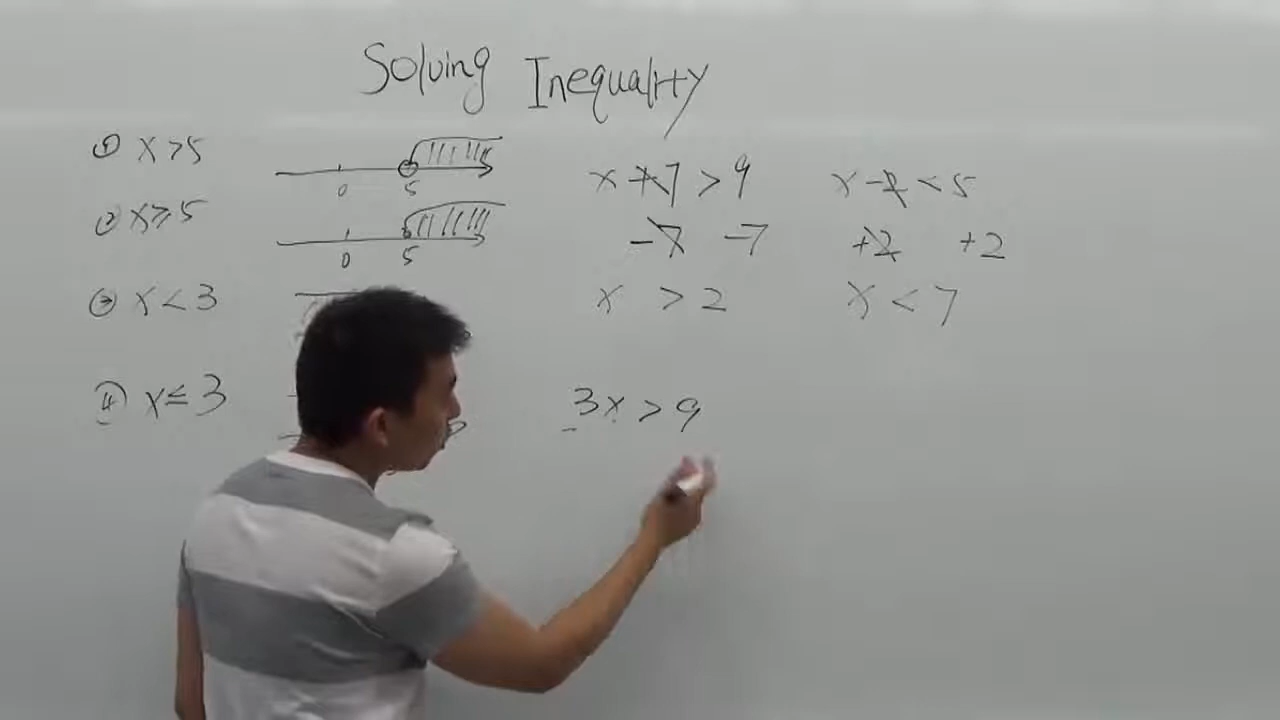 Solving Inequality
① x > 5
0 5
② x ≥ 5
0 5
③ x < 3
④ x ≤ 3
x + 7 > 9
-7 -7
x > 2
x - 2 < 5
+2 +2
x < 7
3x > 9